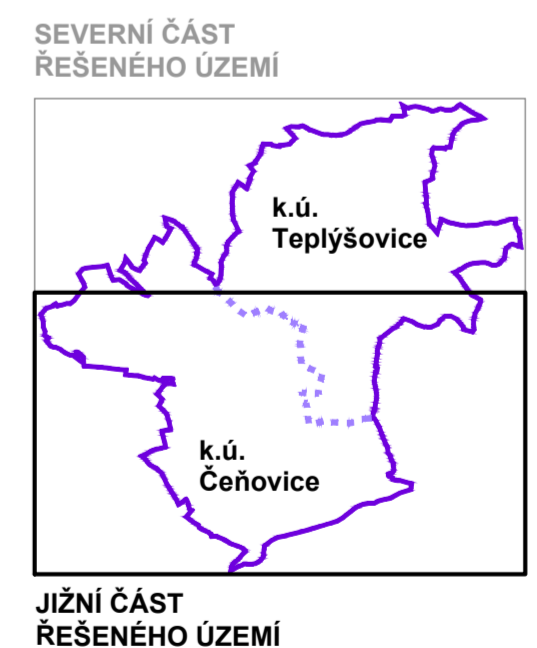 SEVERNÍ ČÁST
ŘEŠENÉHO ÚZEMÍ
k.ú.
Teplýšovice
k.ú.
Čeňovice
JIŽNÍ ČÁST
ŘEŠENÉHO ÚZEMÍ